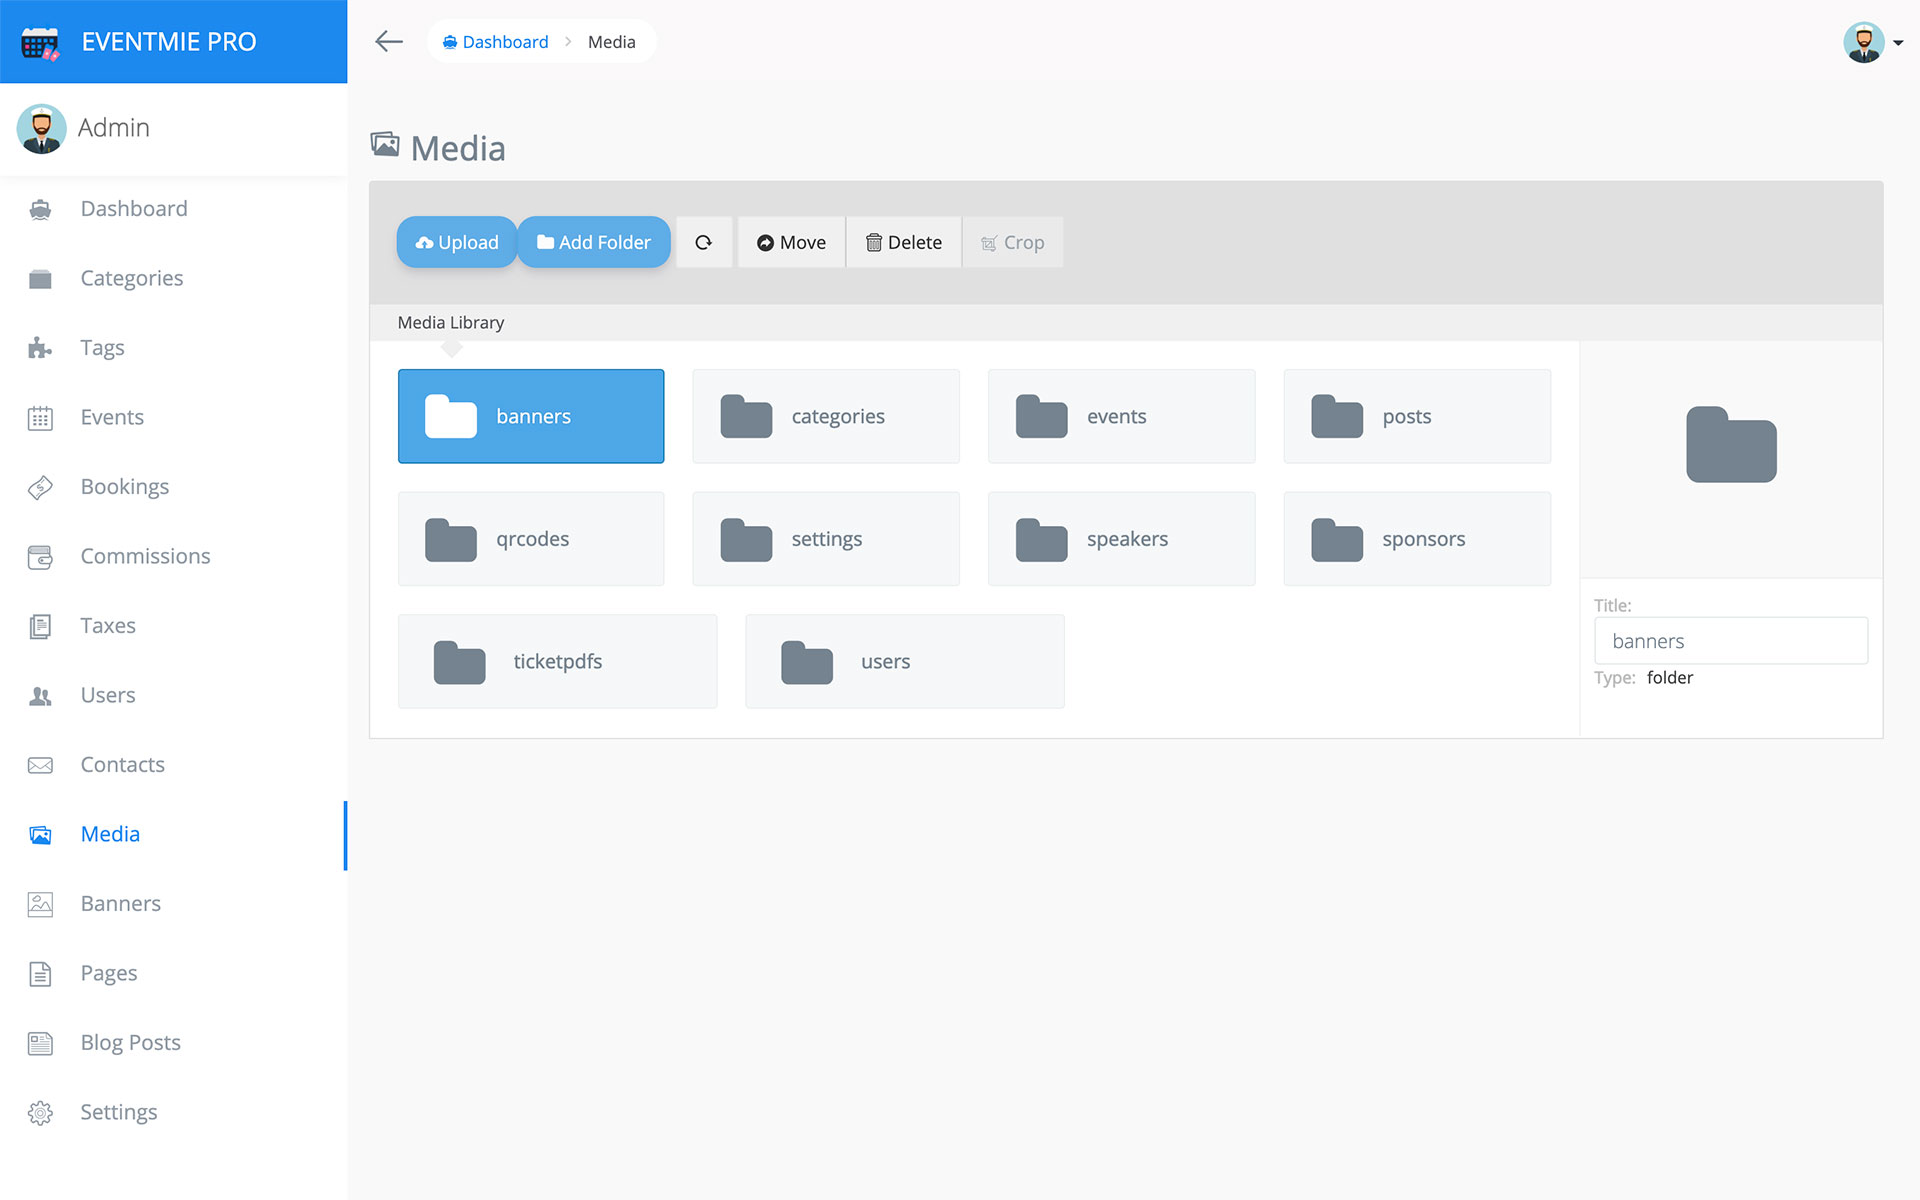 EVENTMIE PRO
Dashboard > Media
Admin
Media
Dashboard
Categories
Tags
Events
Bookings
Commissions
Taxes
Users
Contacts
Media
Banners
Pages
Blog Posts
Settings
Upload Add Folder Move Delete Crop
Media Library
banners categories events posts
qrcodes settings speakers sponsors
ticketpdfs users
Title:
banners
Type: folder